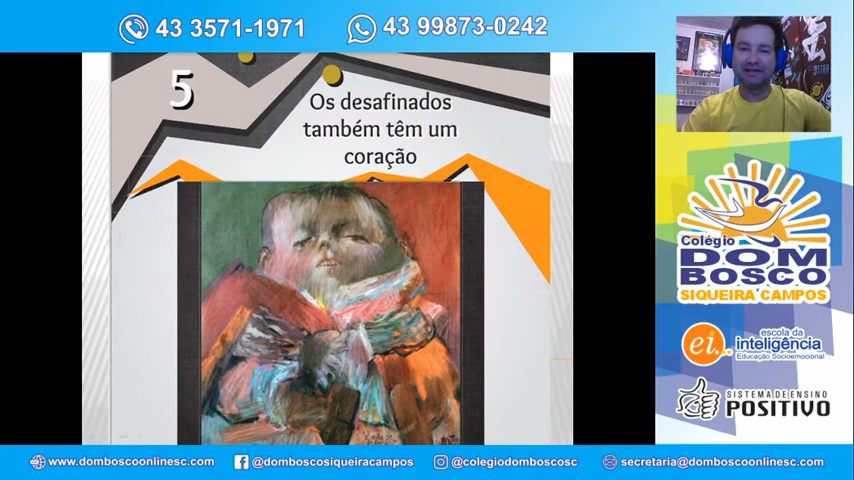 43 3571-1971
43 99873-0242
5
Os desafinados
também têm um
coração
Colégio
DOM
BOSCO
SIQUEIRA CAMPOS
ei..
escola da
inteligência
Educação Socioemocional
SISTEMA DE ENSINO
POSITIVO
www.domboscoonlinesc.com
@domboscosiqueiracampos
@colegiodomboscosc
secretaria@domboscoonlinesc.com